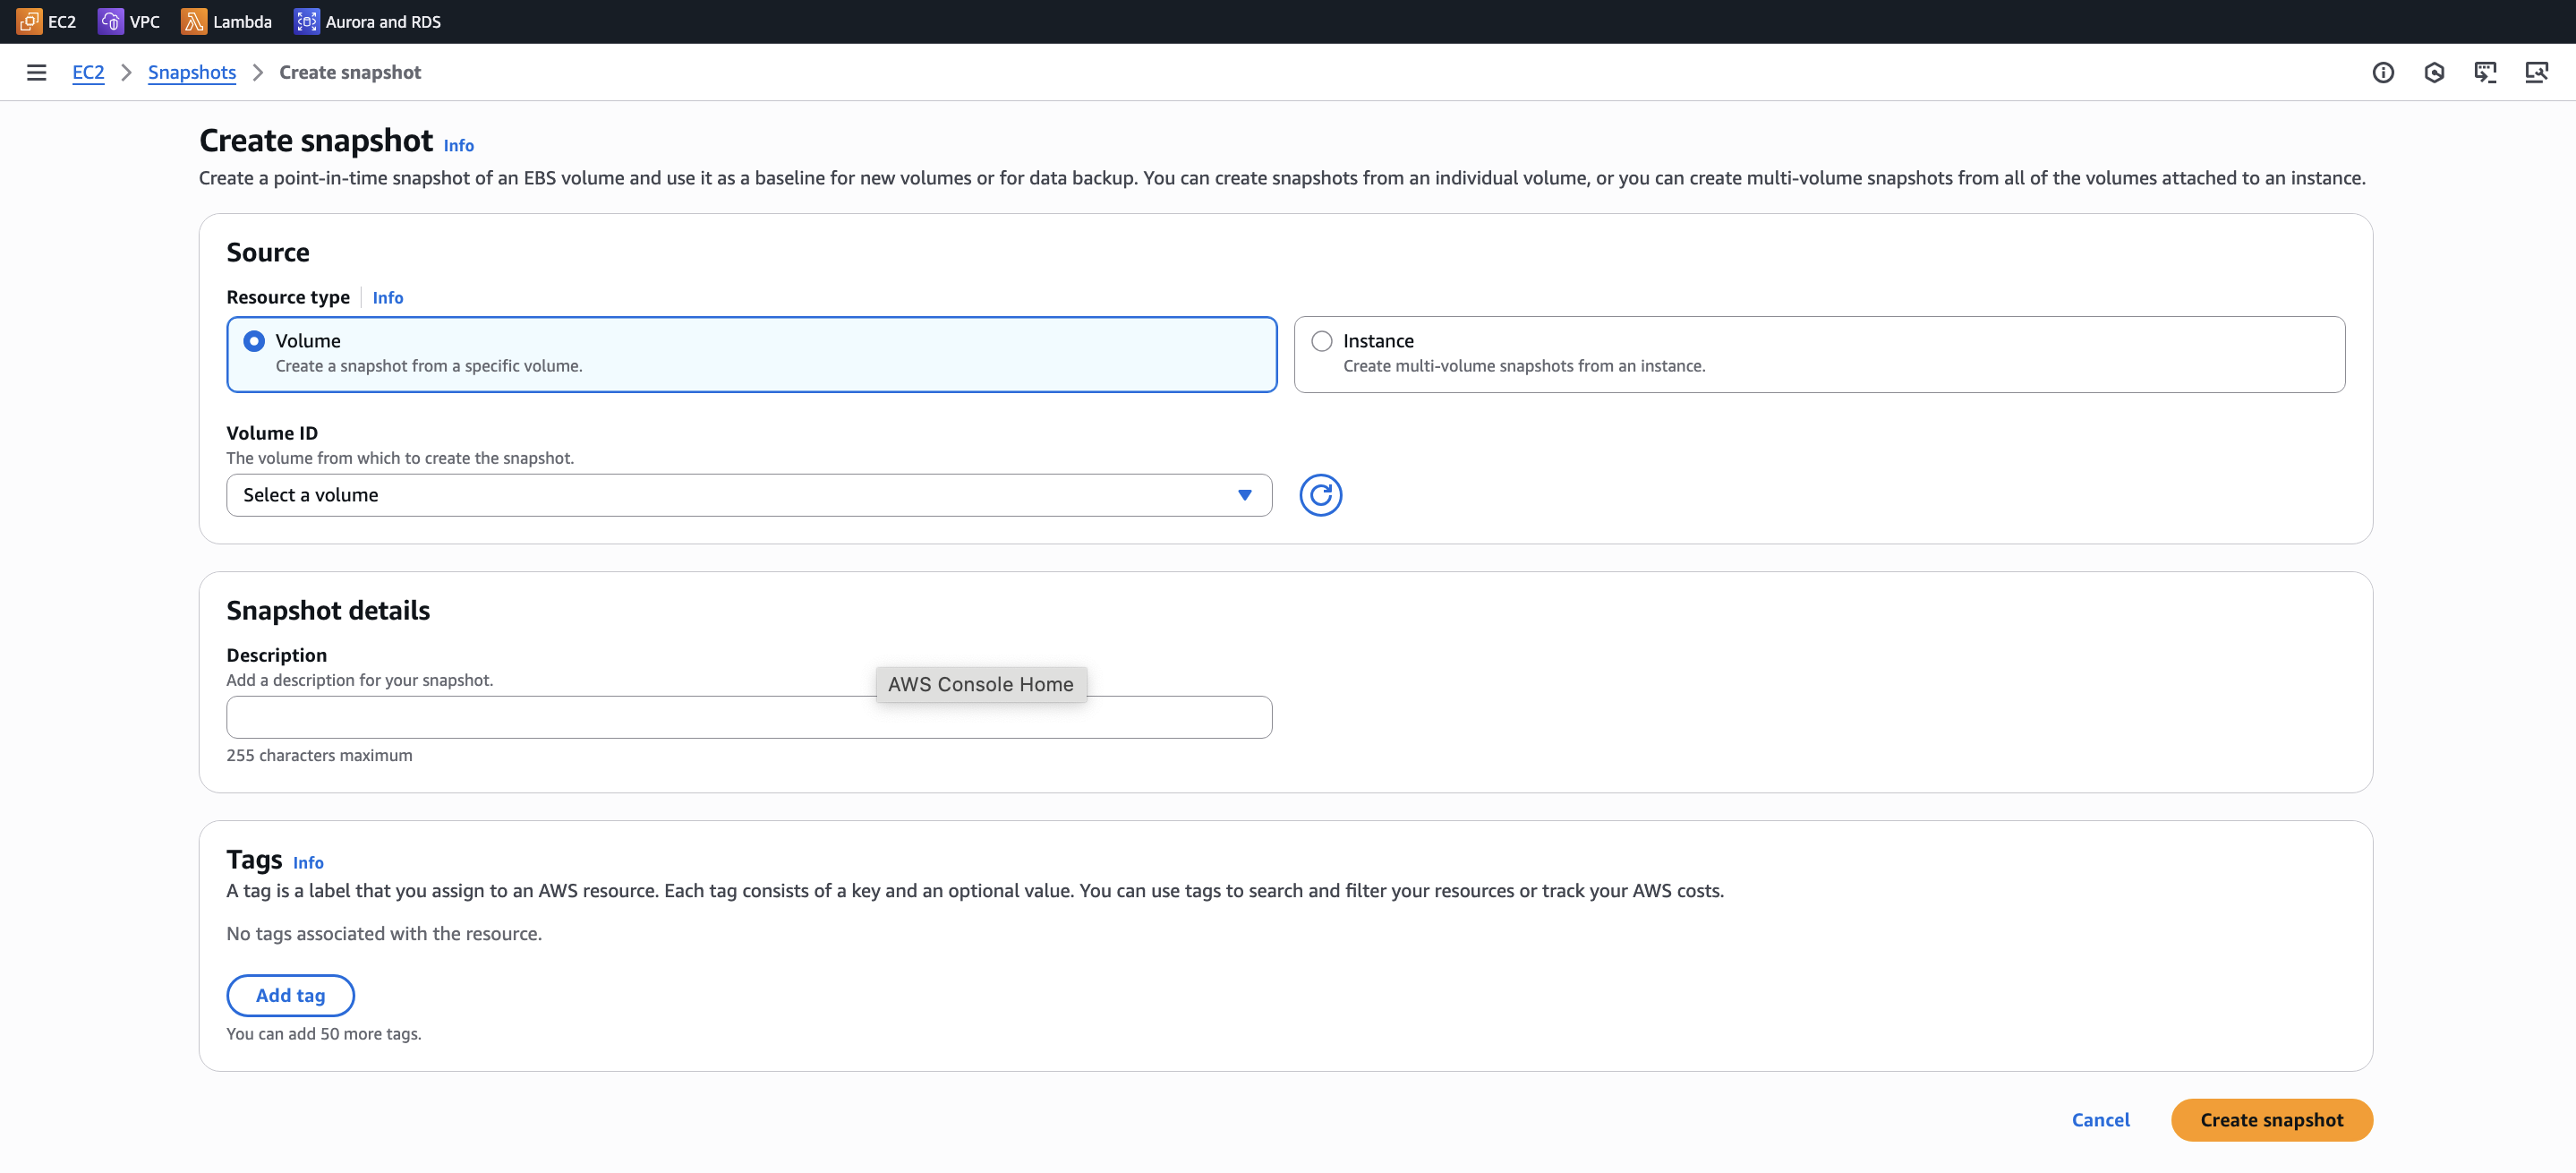 EC2 VPC Lambda Aurora and RDS
EC2 Snapshots Create snapshot
Create snapshot Info
Create a point-in-time snapshot of an EBS volume and use it as a baseline for new volumes or for data backup. You can create snapshots from an individual volume, or you can create multi-volume snapshots from all of the volumes attached to an instance.
Source
Resource type Info
Volume
Create a snapshot from a specific volume.
Instance
Create multi-volume snapshots from an instance.
Volume ID
The volume from which to create the snapshot.
Select a volume
Snapshot details
Description
Add a description for your snapshot.
AWS Console Home
255 characters maximum
Tags Info
A tag is a label that you assign to an AWS resource. Each tag consists of a key and an optional value. You can use tags to search and filter your resources or track your AWS costs.
No tags associated with the resource.
Add tag
You can add 50 more tags.
Cancel Create snapshot